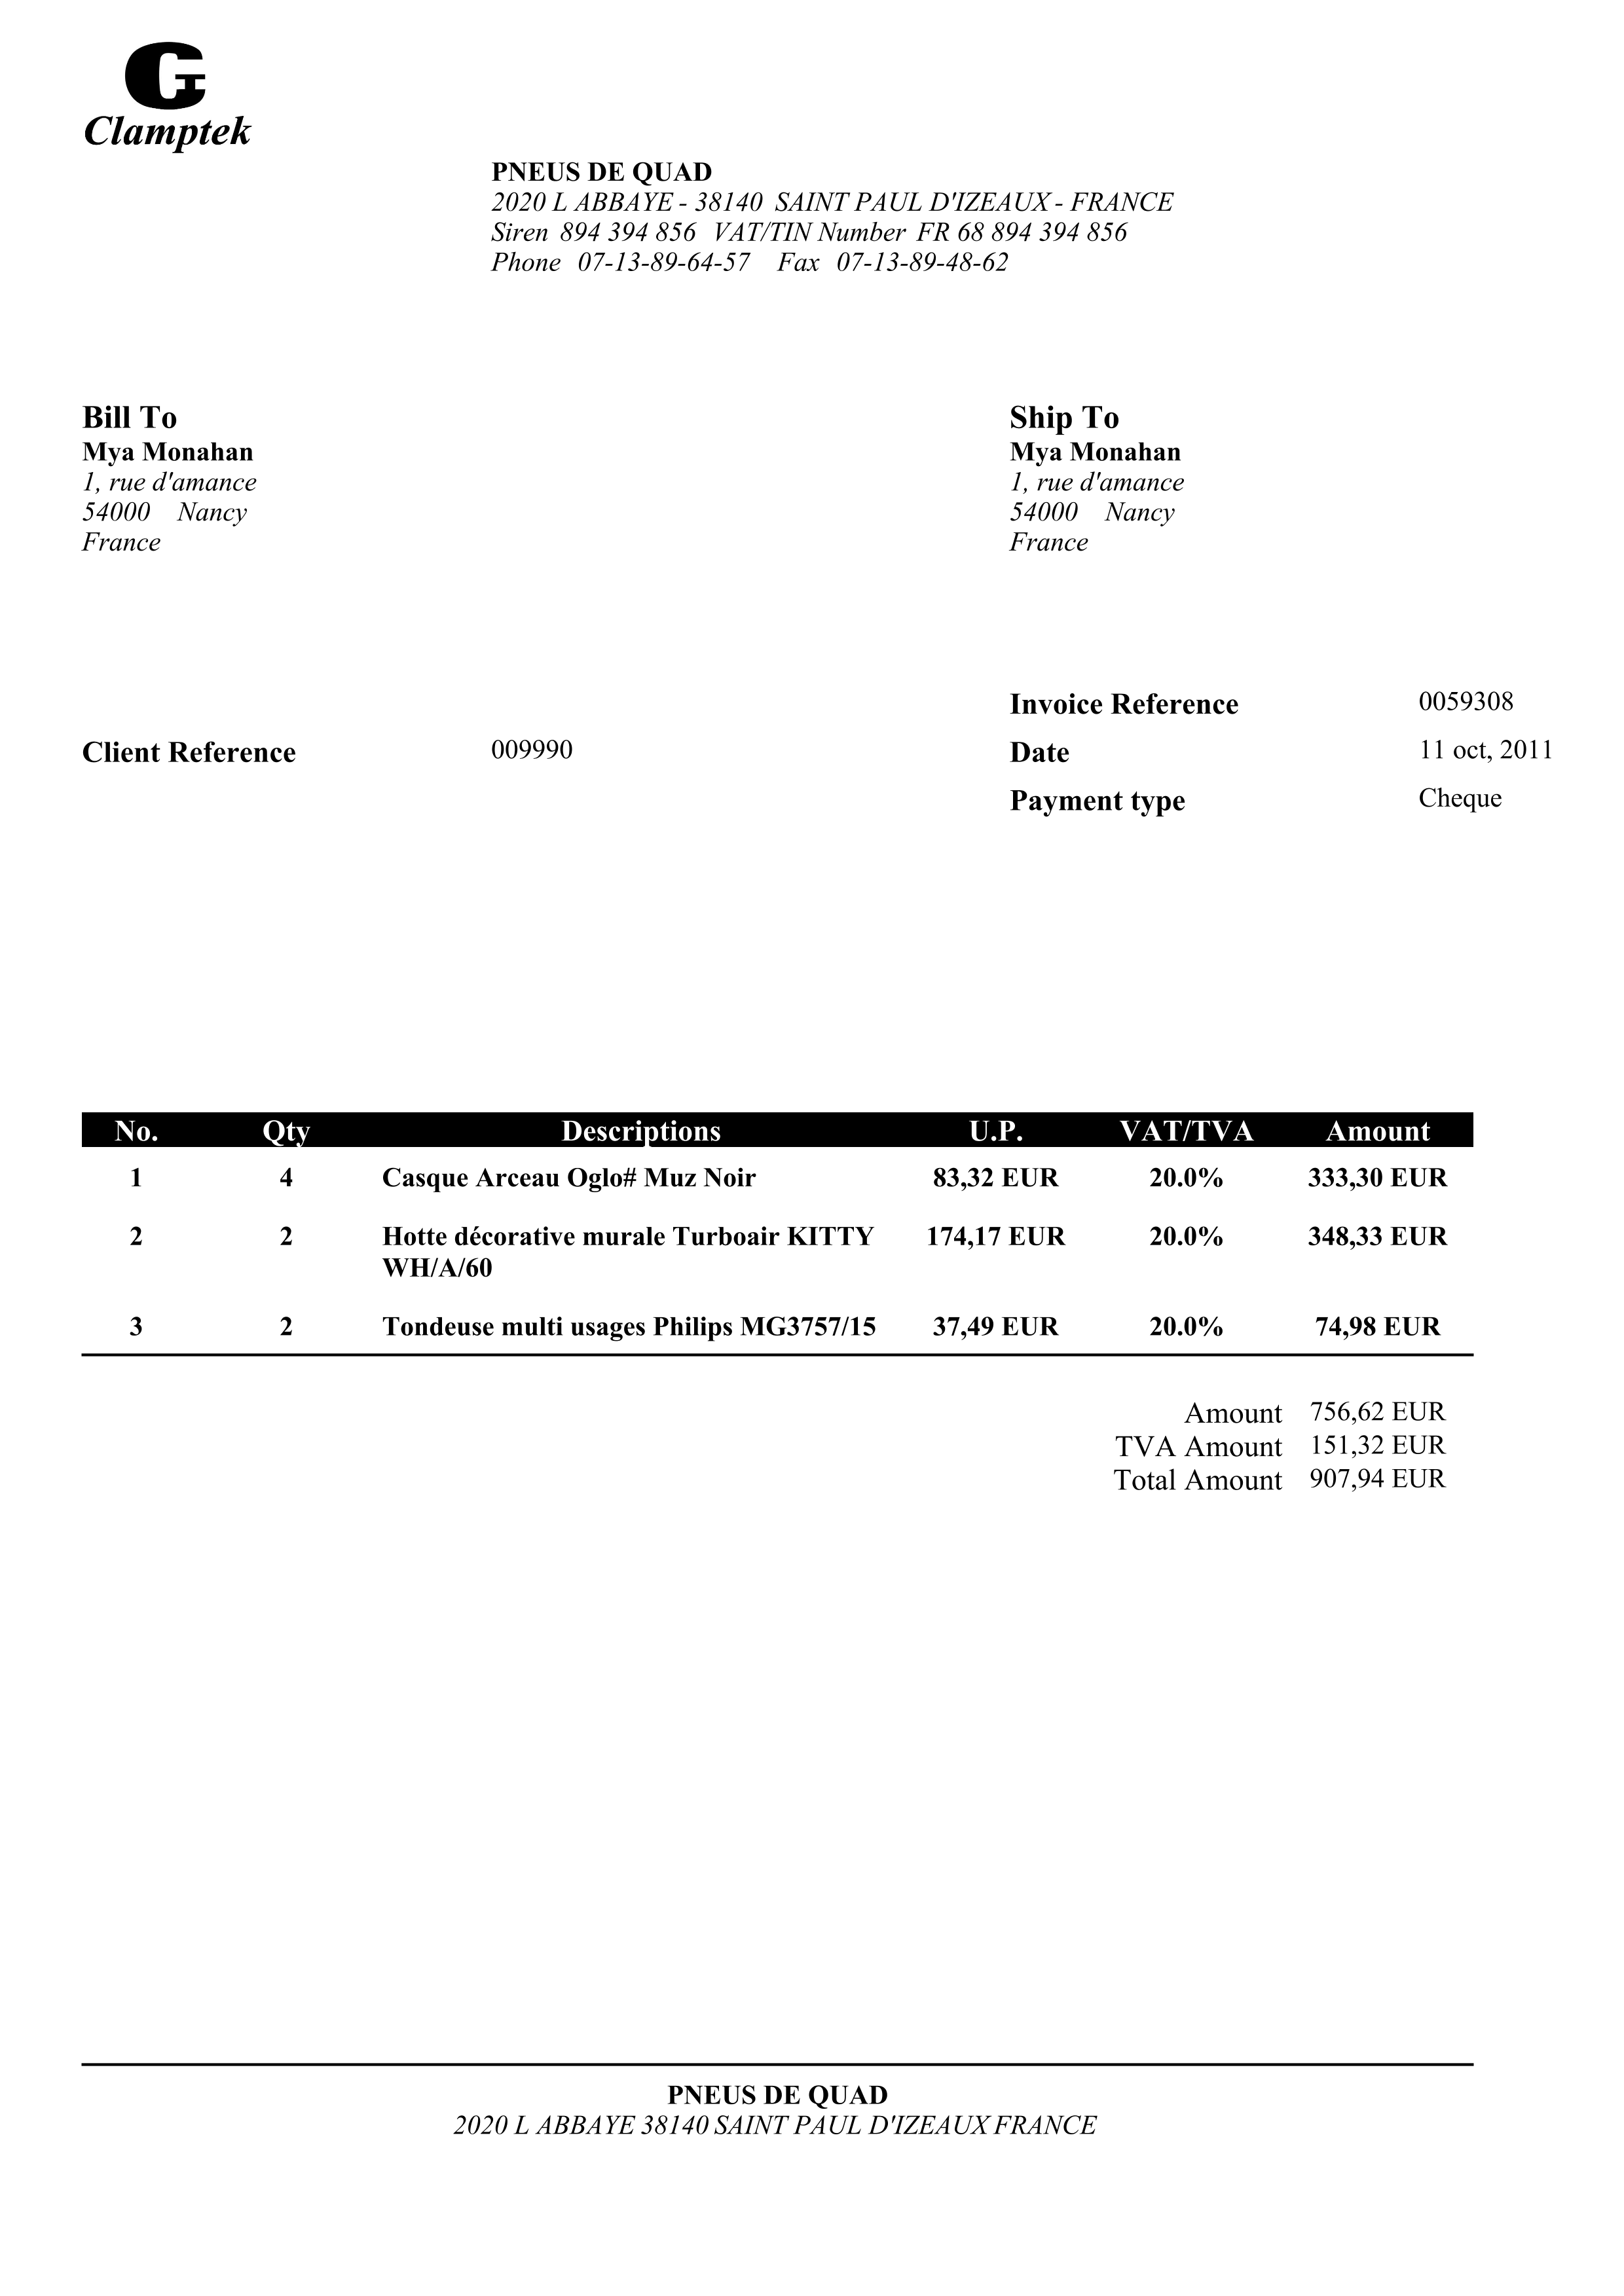 Clamptek
PNEUS DE QUAD
2020 L ABBAYE - 38140 SAINT PAUL D'IZEAUX - FRANCE
Siren 894 394 856 VAT/TIN Number FR 68 894 394 856
Phone 07-13-89-64-57 Fax 07-13-89-48-62
Bill To
Mya Monahan
1, rue d'amance
54000 Nancy
France
Ship To
Mya Monahan
1, rue d'amance
54000 Nancy
France
Invoice Reference 0059308
Client Reference 009990 Date 11 oct, 2011
Payment type Cheque
No. Qty Descriptions U.P. VAT/TVA Amount
1 4 Casque Arceau Oglo# Muz Noir 83,32 EUR 20.0% 333,30 EUR
2 2 Hotte décorative murale Turboair KITTY 174,17 EUR 20.0% 348,33 EUR
WH/A/60
3 2 Tondeuse multi usages Philips MG3757/15 37,49 EUR 20.0% 74,98 EUR
Amount 756,62 EUR
TVA Amount 151,32 EUR
Total Amount 907,94 EUR
PNEUS DE QUAD
2020 L ABBAYE 38140 SAINT PAUL D'IZEAUX FRANCE